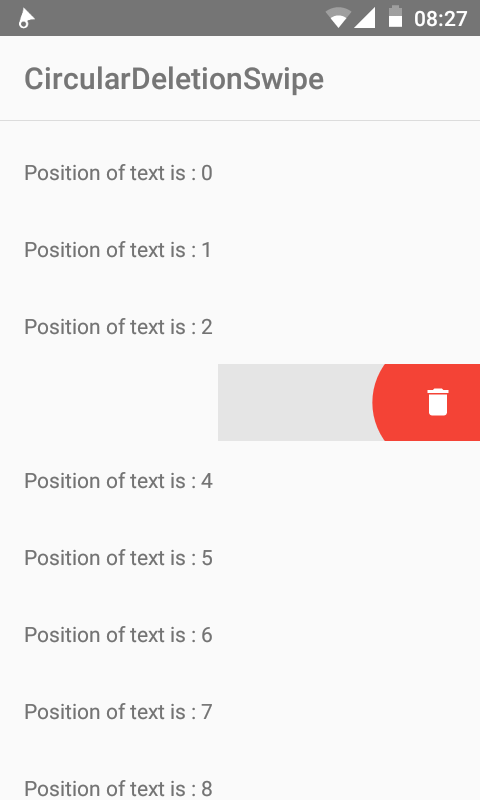 08:27
CircularDeletionSwipe
Position of text is : 0
Position of text is : 1
Position of text is : 2
Position of text is : 4
Position of text is : 5
Position of text is : 6
Position of text is : 7
Position of text is : 8